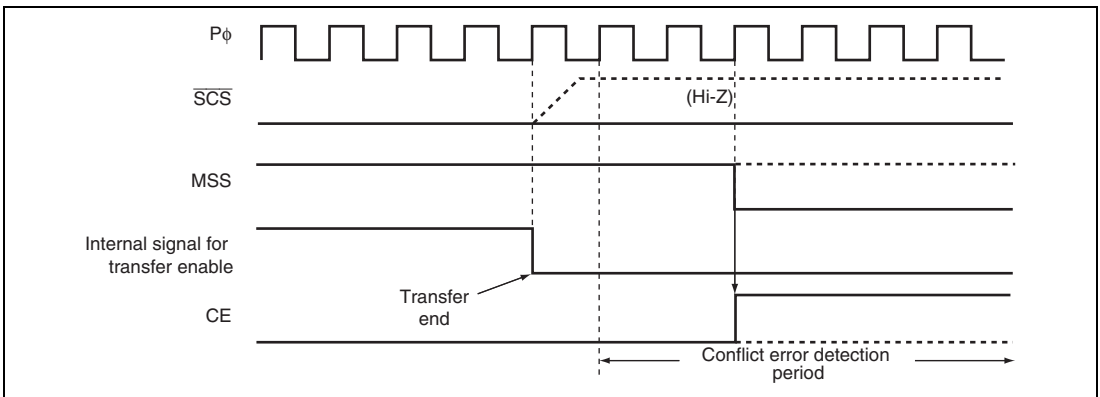 Pϕ
SCS
(Hi-Z)
MSS
Internal signal for
transfer enable
Transfer
end
CE
Conflict error detection
period